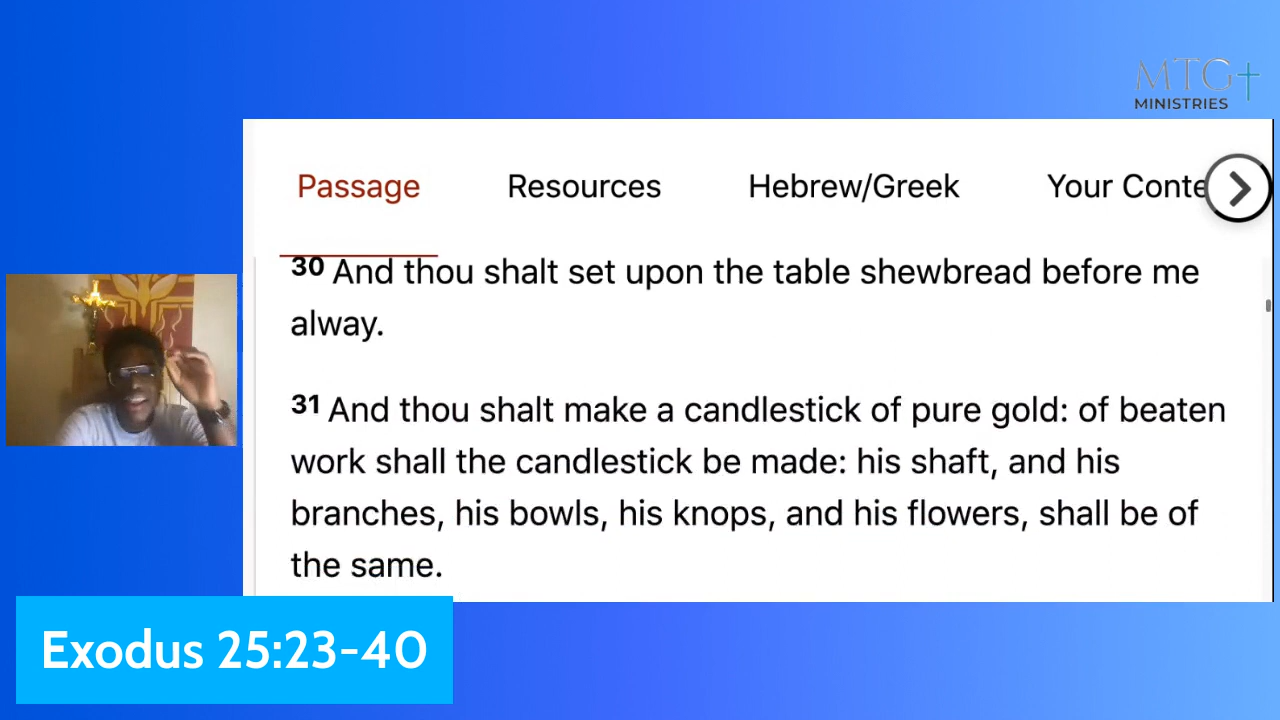 MTG
MINISTRIES
Passage Resources Hebrew/Greek Your Conte
30 And thou shalt set upon the table shewbread before me
alway.
31 And thou shalt make a candlestick of pure gold: of beaten
work shall the candlestick be made: his shaft, and his
branches, his bowls, his knops, and his flowers, shall be of
the same.
Exodus 25:23-40